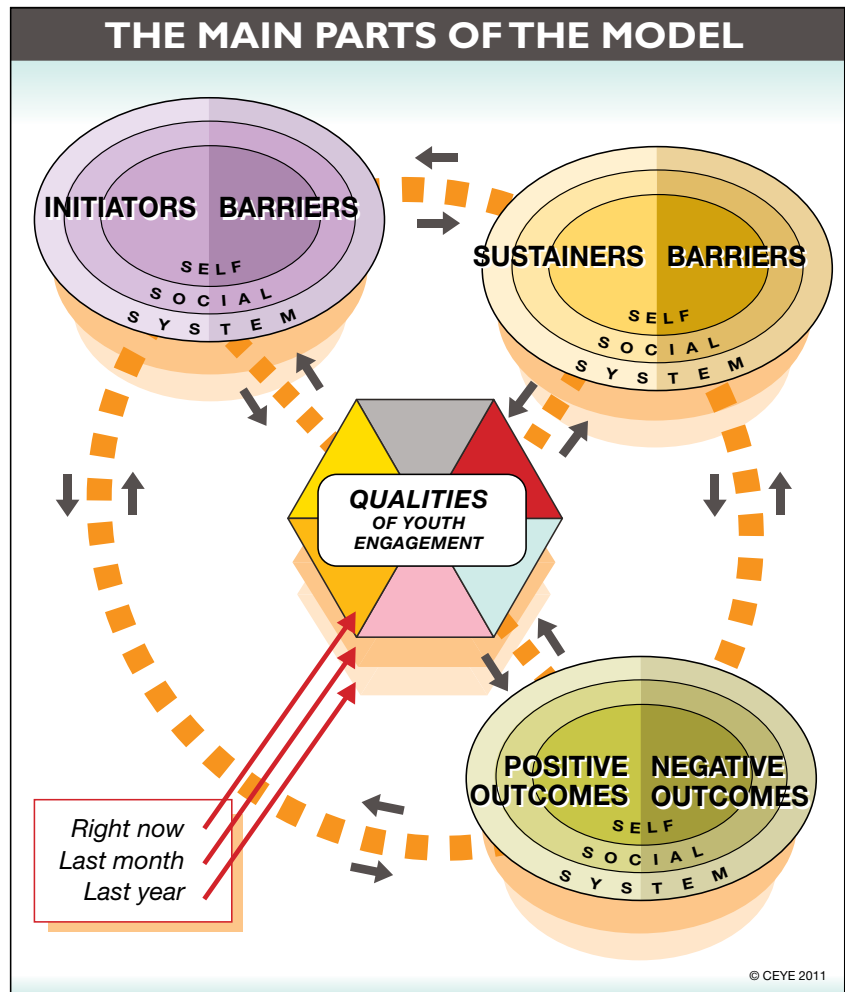 THE MAIN PARTS OF THE MODEL
INITIATORS BARRIERS
SELF
SOCIAL
SYSTEM
SUSTAINERS BARRIERS
SELF
SOCIAL
SYSTEM
QUALITIES
OF YOUTH
ENGAGEMENT
POSITIVE NEGATIVE
OUTCOMES OUTCOMES
SELF
SOCIAL
SYSTEM
Right now
Last month
Last year
© CEYE 2011